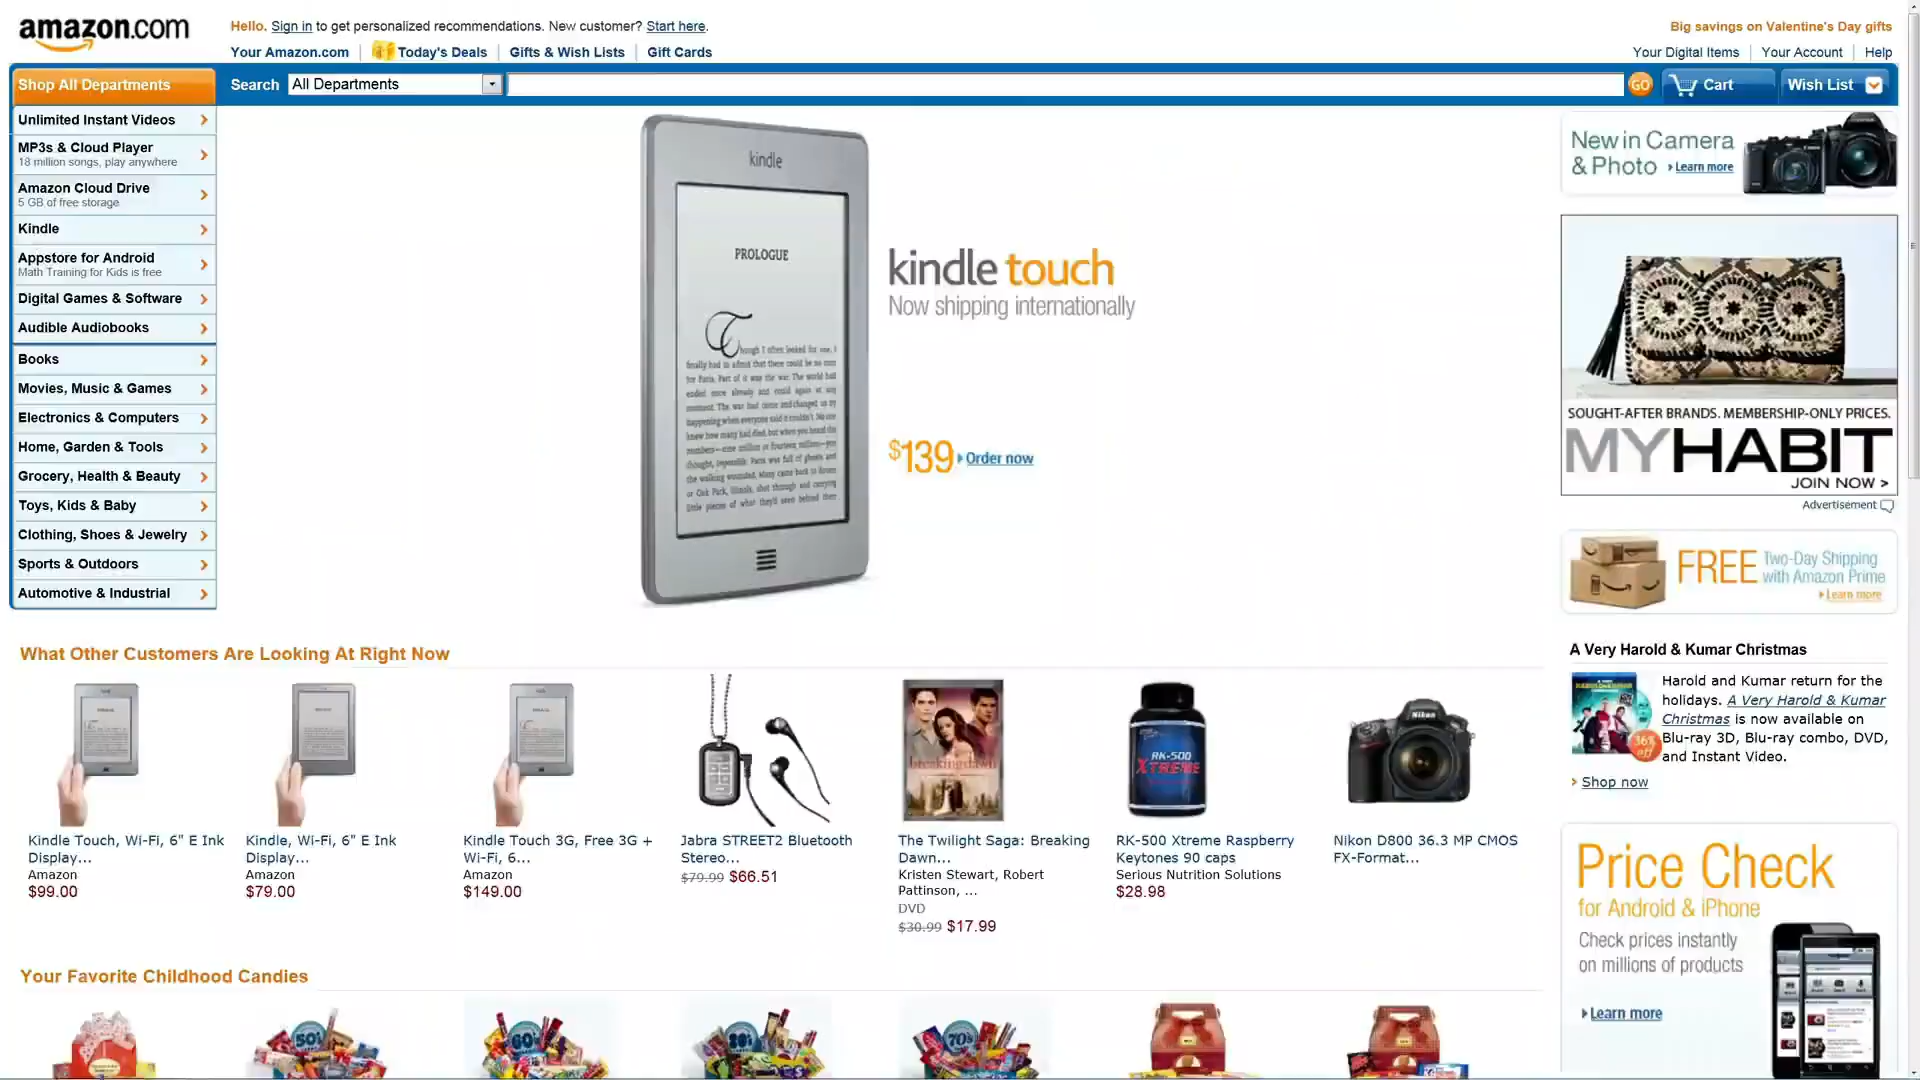 amazon.com
Hello. Sign in to get personalized recommendations. New customer? Start here.
Big savings on Valentine's Day gifts
Your Amazon.com
Today's Deals
Gifts & Wish Lists
Gift Cards
Your Digital Items
Your Account
Help
Shop All Departments
Search
All Departments
GO
Cart
Wish List
Unlimited Instant Videos
MP3s & Cloud Player
18 million songs, play anywhere
Amazon Cloud Drive
5 GB of free storage
Kindle
Appstore for Android
Math Training for Kids is free
Digital Games & Software
Audible Audiobooks
Books
Movies, Music & Games
Electronics & Computers
Home, Garden & Tools
Grocery, Health & Beauty
Toys, Kids & Baby
Clothing, Shoes & Jewelry
Sports & Outdoors
Automotive & Industrial
kindle
PROLOGUE
kindle touch
Now shipping internationally
$139
Order now
New in Camera
& Photo
Learn more
SOUGHT-AFTER BRANDS. MEMBERSHIP-ONLY PRICES.
MYHABIT
JOIN NOW >
Advertisement
FREE Two-Day Shipping
with Amazon Prime
Learn more
A Very Harold & Kumar Christmas
Harold and Kumar return for the
holidays. A Very Harold & Kumar
Christmas is now available on
Blu-ray 3D, Blu-ray combo, DVD,
and Instant Video.
36%
off
Shop now
Price Check
for Android & iPhone
Check prices instantly
on millions of products
Learn more
What Other Customers Are Looking At Right Now
Kindle Touch, Wi-Fi, 6" E Ink
Display...
Amazon
$99.00
Kindle, Wi-Fi, 6" E Ink
Display...
Amazon
$79.00
Kindle Touch 3G, Free 3G +
Wi-Fi, 6...
Amazon
$149.00
Jabra STREET2 Bluetooth
Stereo...
$79.99 $66.51
breaking dawn
The Twilight Saga: Breaking
Dawn...
Kristen Stewart, Robert
Pattinson, ...
DVD
$30.99 $17.99
RK-500
XTREME
RK-500 Xtreme Raspberry
Keytones 90 caps
Serious Nutrition Solutions
$28.98
Nikon
Nikon D800 36.3 MP CMOS
FX-Format...
Your Favorite Childhood Candies
50's
60's
80's
70's